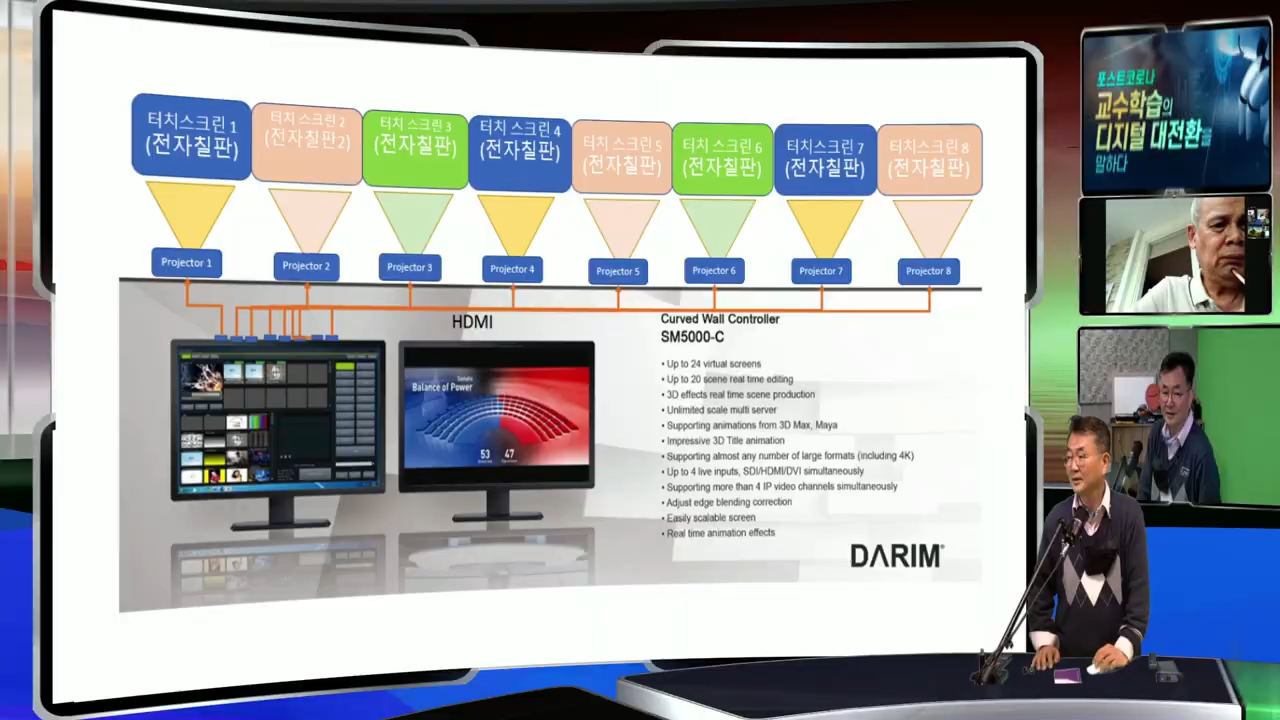 터치스크린 1
(전자칠판)
터치 스크린 2
(전자칠판2)
터치 스크린 3
(전자칠판)
터치 스크린 4
(전자칠판)
터치 스크린 5
(전자칠판)
터치 스크린 6
(전자칠판)
터치 스크린 7
(전자칠판)
터치 스크린 8
(전자칠판)
Projector 1
Projector 2
Projector 3
Projector 4
Projector 5
Projector 6
Projector 7
Projector 8
HDMI
Balance of Power
53
47
Curved Wall Controller
SM5000-C
• Up to 24 virtual screens
• Up to 20 scene real time editing
• 3D effects real time scene production
• Unlimited scale multi server
• Supporting animations from 3D Max, Maya
• Impressive 3D Title animation
• Supporting almost any number of large formats (including 4K)
• Up to 4 live inputs, SDI/HDMI/DVI simultaneously
• Supporting more than 4 IP video channels simultaneously
• Adjust edge blending correction
• Easily scalable screen
• Real time animation effects
DARIM
포스트코로나
교수학습의
디지털 대전환를
말하다